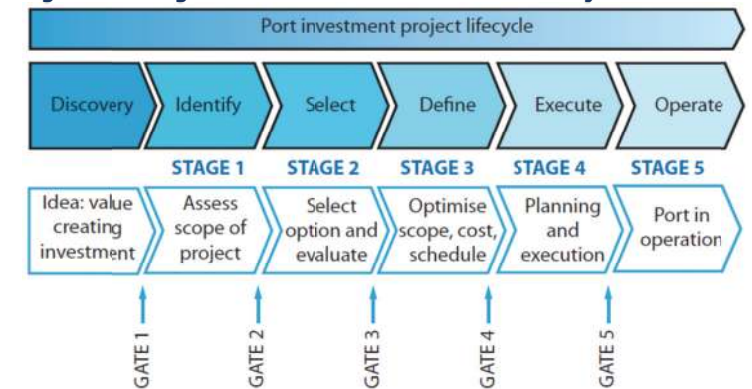 Port investment project lifecycle
Discovery
Identify
Select
Define
Execute
Operate
STAGE 1
STAGE 2
STAGE 3
STAGE 4
STAGE 5
Idea: value
creating
investment
Assess
scope of
project
Select
option and
evaluate
Optimise
scope, cost,
schedule
Planning
and
execution
Port in
operation
GATE 1
GATE 2
GATE 3
GATE 4
GATE 5